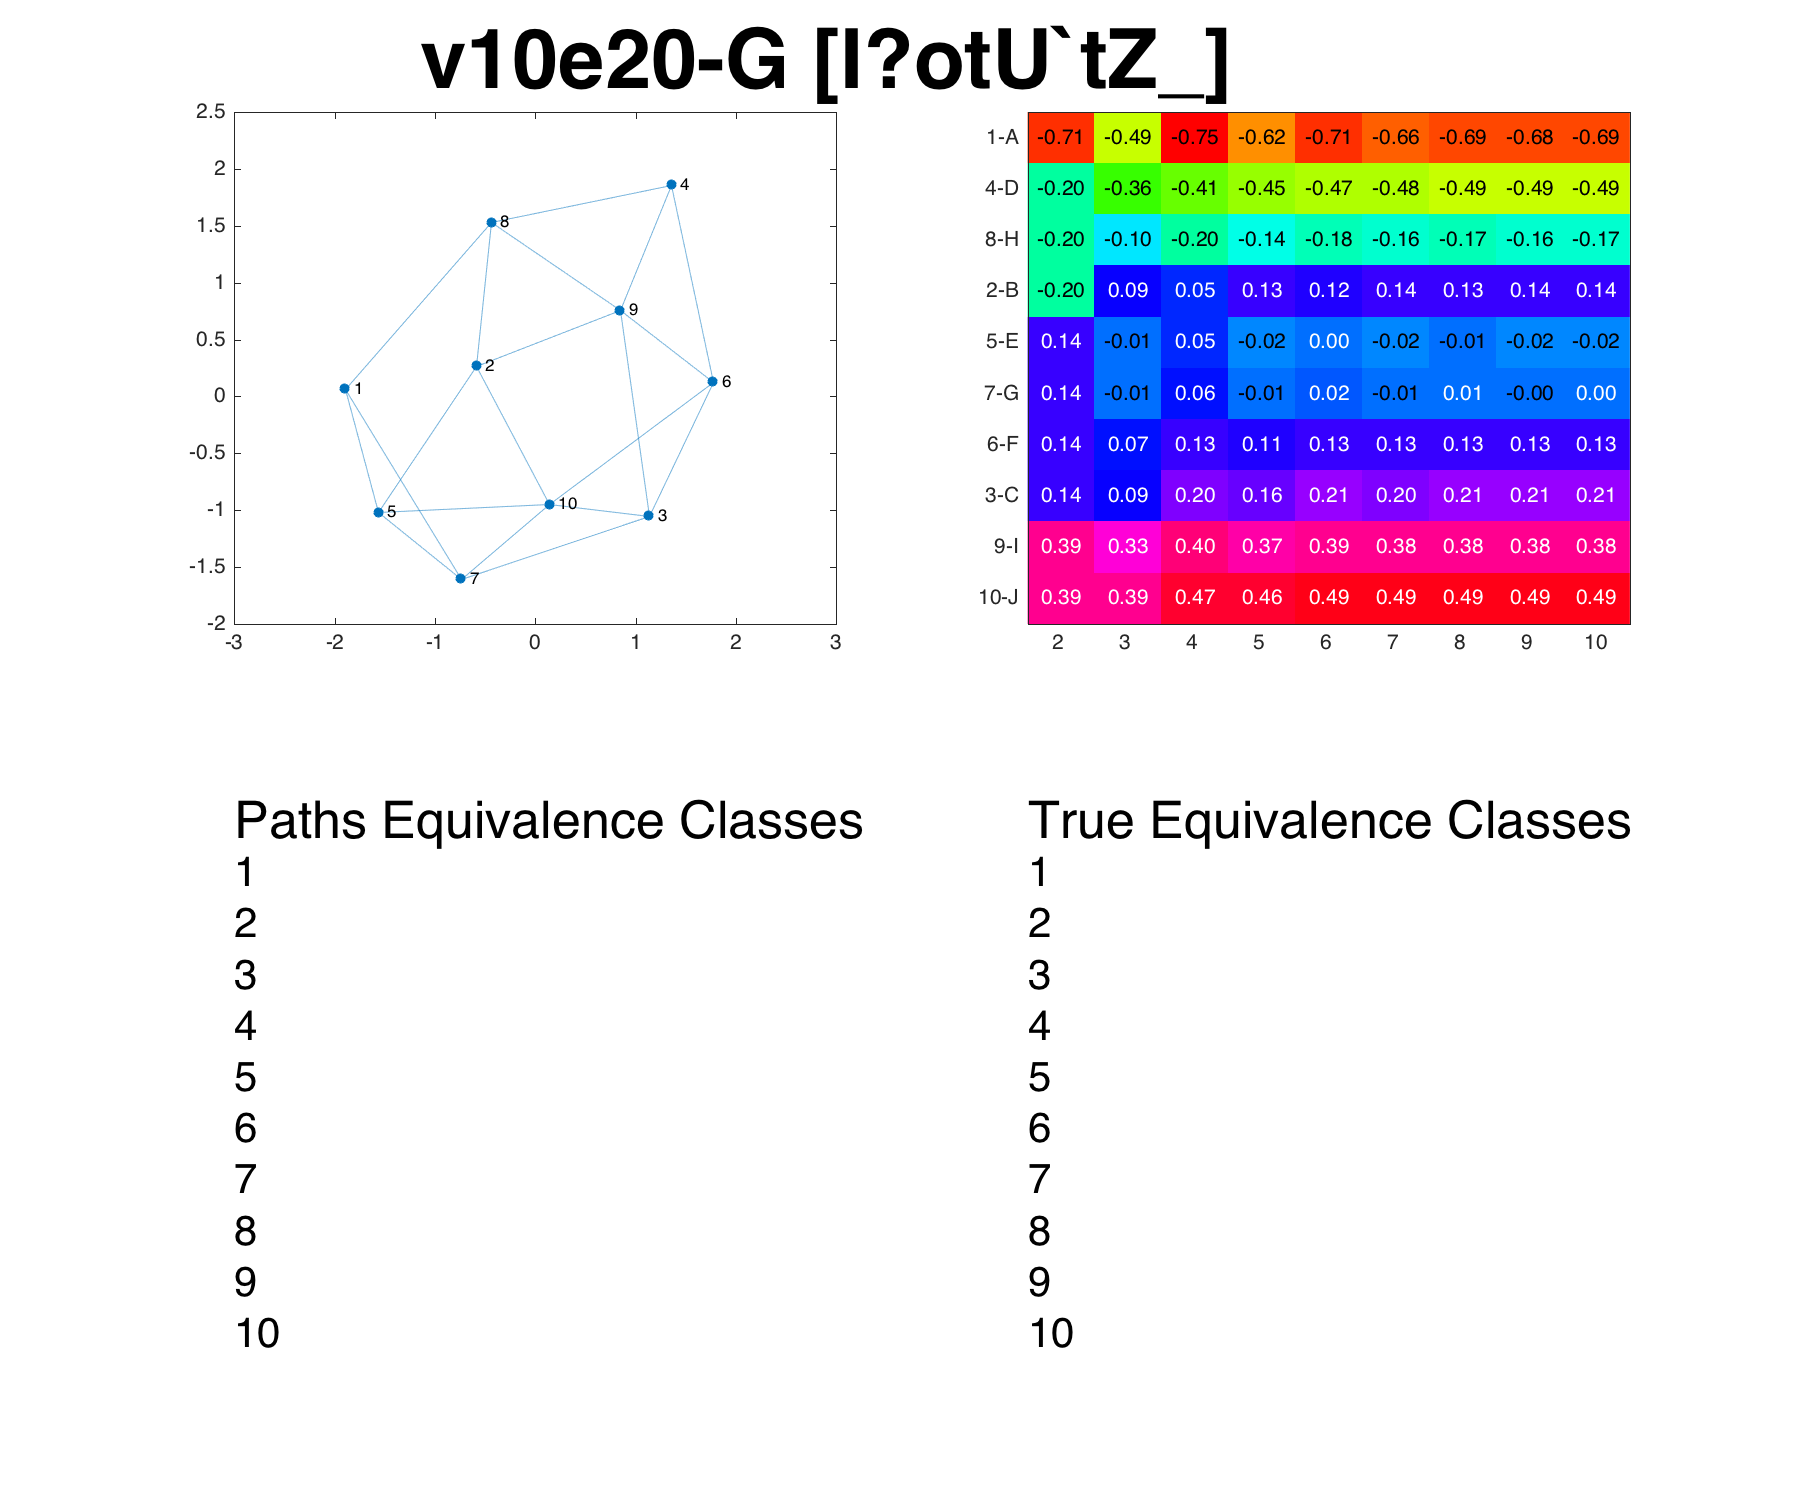 v10e20-G [I?otU`tZ_]
2.5
2
1.5
1
0.5
0
-0.5
-1
-1.5
-2
-3 -2 -1 0 1 2 3
4
8
9
2
6
1
10
3
5
7
1-A -0.71 -0.49 -0.75 -0.62 -0.71 -0.66 -0.69 -0.68 -0.69
4-D -0.20 -0.36 -0.41 -0.45 -0.47 -0.48 -0.49 -0.49 -0.49
8-H -0.20 -0.10 -0.20 -0.14 -0.18 -0.16 -0.17 -0.16 -0.17
2-B -0.20 0.09 0.05 0.13 0.12 0.14 0.13 0.14 0.14
5-E 0.14 -0.01 0.05 -0.02 0.00 -0.02 -0.01 -0.02 -0.02
7-G 0.14 -0.01 0.06 -0.01 0.02 -0.01 0.01 -0.00 0.00
6-F 0.14 0.07 0.13 0.11 0.13 0.13 0.13 0.13 0.13
3-C 0.14 0.09 0.20 0.16 0.21 0.20 0.21 0.21 0.21
9-I 0.39 0.33 0.40 0.37 0.39 0.38 0.38 0.38 0.38
10-J 0.39 0.39 0.47 0.46 0.49 0.49 0.49 0.49 0.49
2 3 4 5 6 7 8 9 10
Paths Equivalence Classes
1
2
3
4
5
6
7
8
9
10
True Equivalence Classes
1
2
3
4
5
6
7
8
9
10